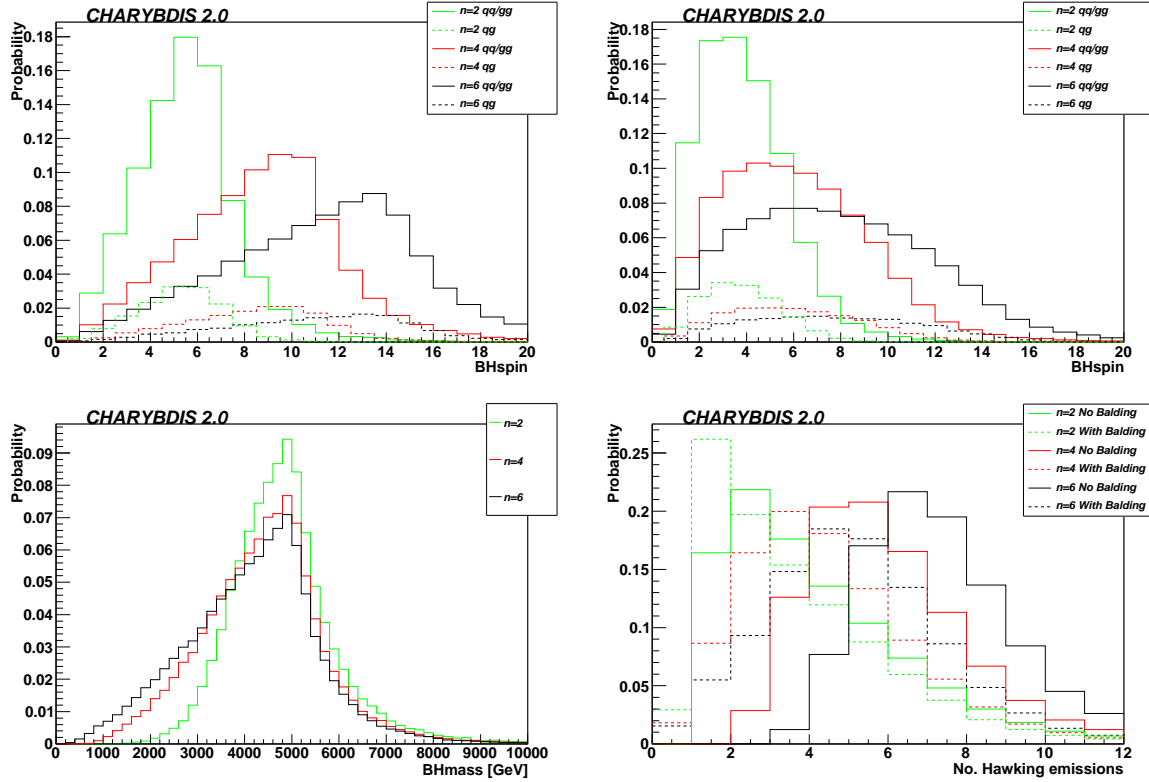 CHARYBDIS 2.0
Probability
0.18
0.16
0.14
0.12
0.1
0.08
0.06
0.04
0.02
0
0 2 4 6 8 10 12 14 16 18 20
BHspin
n=2 qq/gg
n=2 qg
n=4 qq/gg
n=4 qg
n=6 qq/gg
n=6 qg
CHARYBDIS 2.0
Probability
0.18
0.16
0.14
0.12
0.1
0.08
0.06
0.04
0.02
0
0 2 4 6 8 10 12 14 16 18 20
BHspin
n=2 qq/gg
n=2 qg
n=4 qq/gg
n=4 qg
n=6 qq/gg
n=6 qg
CHARYBDIS 2.0
Probability
0.09
0.08
0.07
0.06
0.05
0.04
0.03
0.02
0.01
0
0 1000 2000 3000 4000 5000 6000 7000 8000 9000 10000
BHmass [GeV]
n=2
n=4
n=6
CHARYBDIS 2.0
Probability
0.25
0.2
0.15
0.1
0.05
0
0 2 4 6 8 10 12
No. Hawking emissions
n=2 No Balding
n=2 With Balding
n=4 No Balding
n=4 With Balding
n=6 No Balding
n=6 With Balding